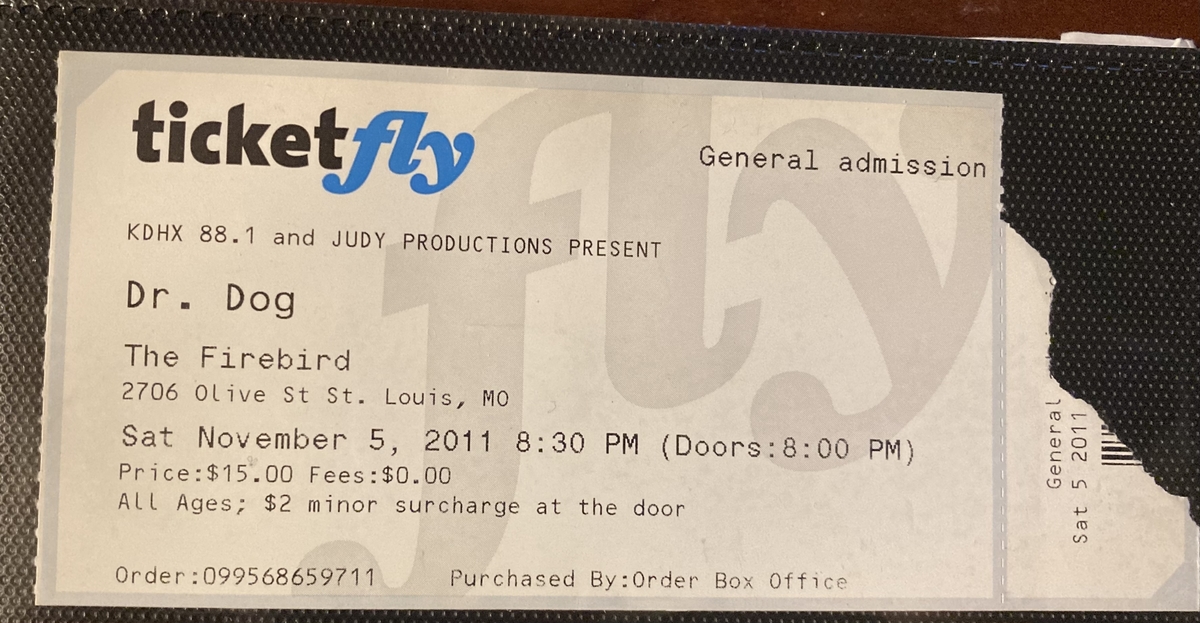 ticketfly
General admission
KDHX 88.1 and JUDY PRODUCTIONS PRESENT
Dr. Dog
The Firebird
2706 Olive St St. Louis, MO
Sat November 5, 2011 8:30 PM (Doors:8:00 PM)
Price:$15.00 Fees:$0.00
All Ages; $2 minor surcharge at the door
Order:099568659711 Purchased By:Order Box Office
General
Sat 5 2011
fly